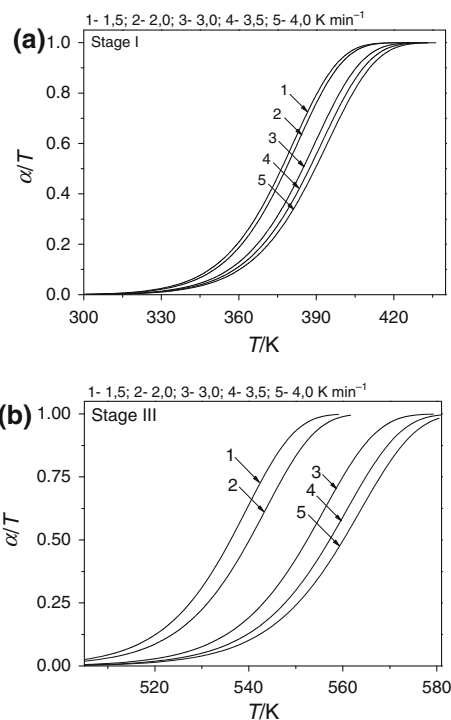 1- 1,5; 2- 2,0; 3- 3,0; 4- 3,5; 5- 4,0 K min⁻¹
(a)
Stage I
1.0
0.8
0.6
0.4
0.2
0.0
α/T
1
2
3
4
5
300 330 360 390 420
T/K
1- 1,5; 2- 2,0; 3- 3,0; 4- 3,5; 5- 4,0 K min⁻¹
(b)
Stage III
1.00
0.75
0.50
0.25
0.00
α/T
1
2
3
4
5
520 540 560 580
T/K